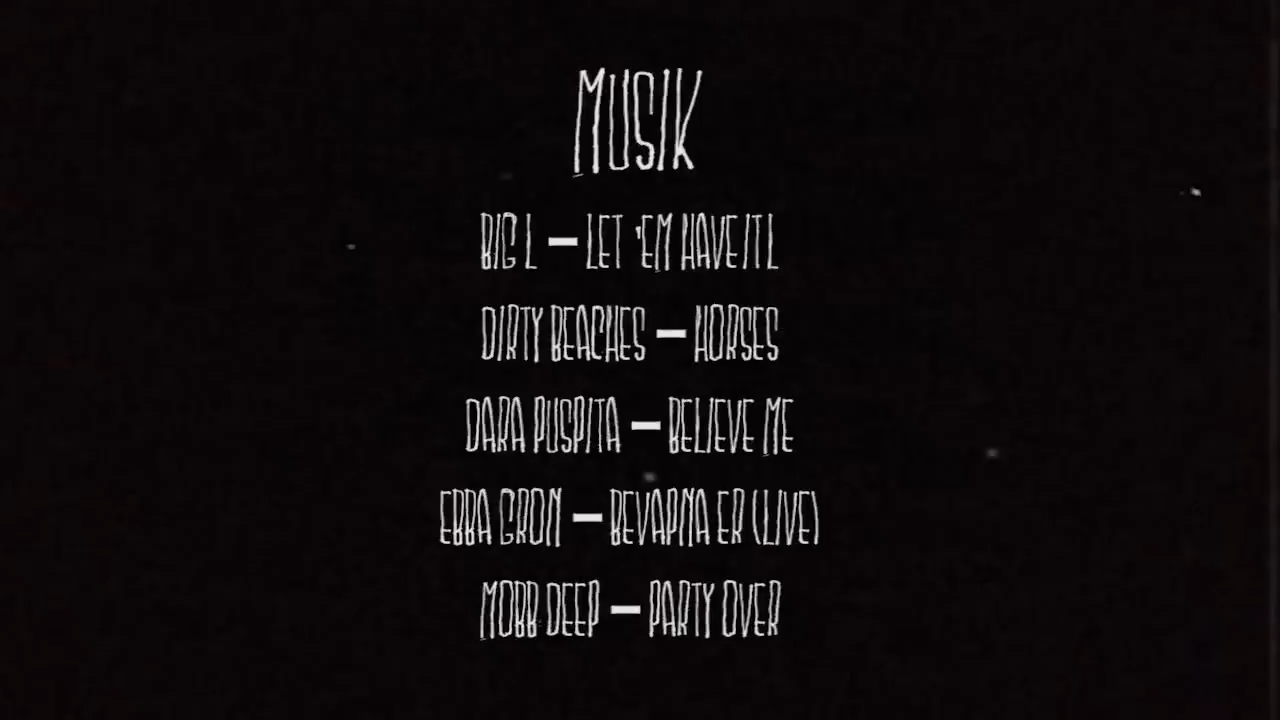 MUSIK
BIG L – LET 'EM HAVE IT L
DIRTY BEACHES – HORSES
DARA PUSPITA – BELIEVE ME
EBBA GRON – BEVAPNA ER (LIVE)
MOBB DEEP – PARTY OVER